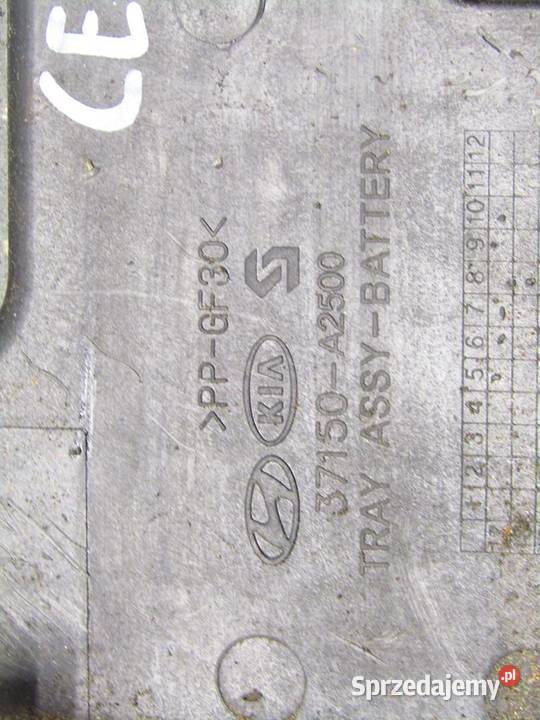 CE
>PP-GF30<
KIA
37150-A2500
TRAY ASSY-BATTERY
1 2 3 4 5 6 7 8 9 10 11 12
Sprzedajemy.pl